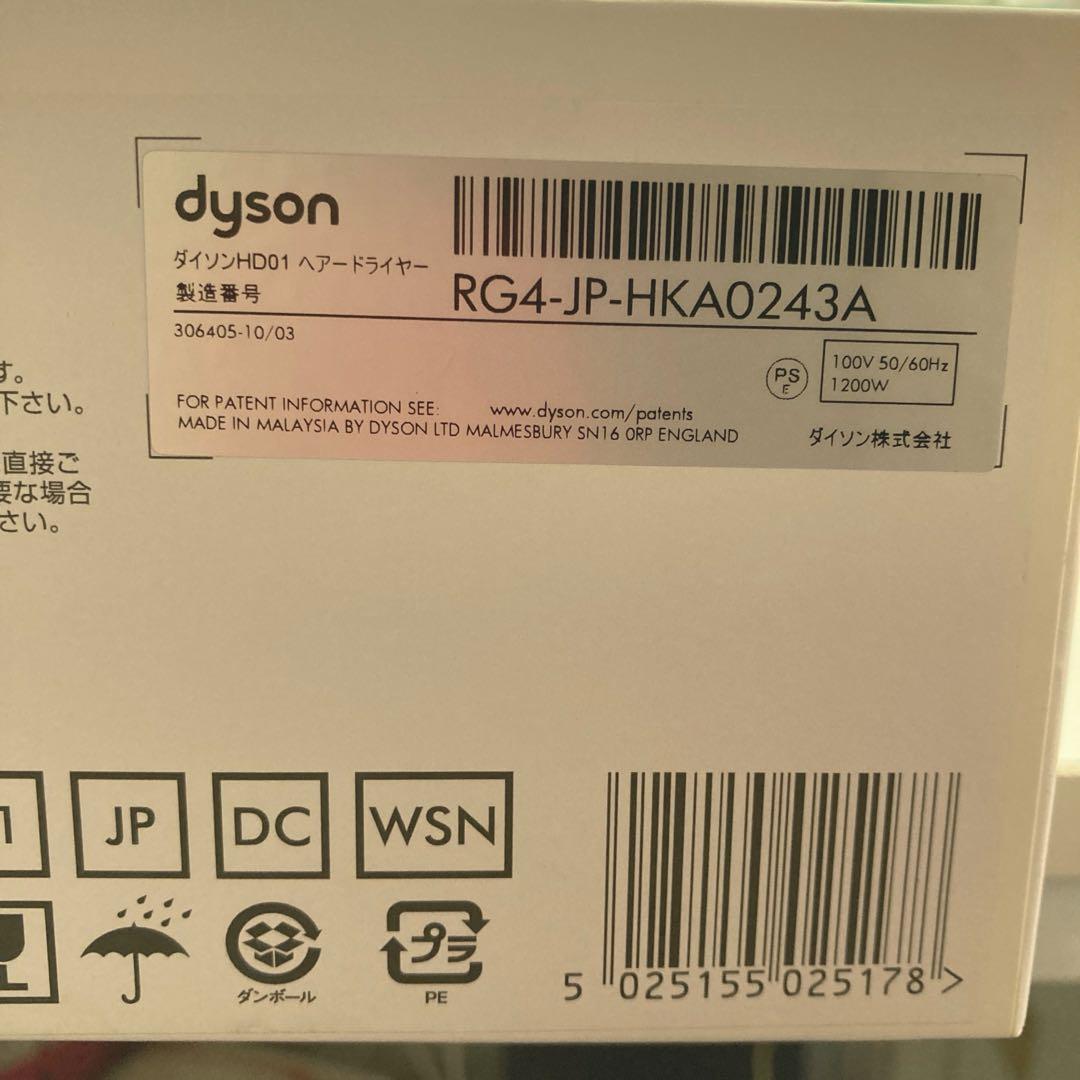 dyson
ダイソンHD01 ヘアードライヤー
製造番号
RG4-JP-HKA0243A
306405-10/03
PS
E
100V 50/60Hz
1200W
FOR PATENT INFORMATION SEE: www.dyson.com/patents
MADE IN MALAYSIA BY DYSON LTD MALMESBURY SN16 0RP ENGLAND
ダイソン株式会社
す。
下さい。
直接ご
要な場合
さい。
1 JP DC WSN
ダンボール
プラ
PE
5 025155 025178 >